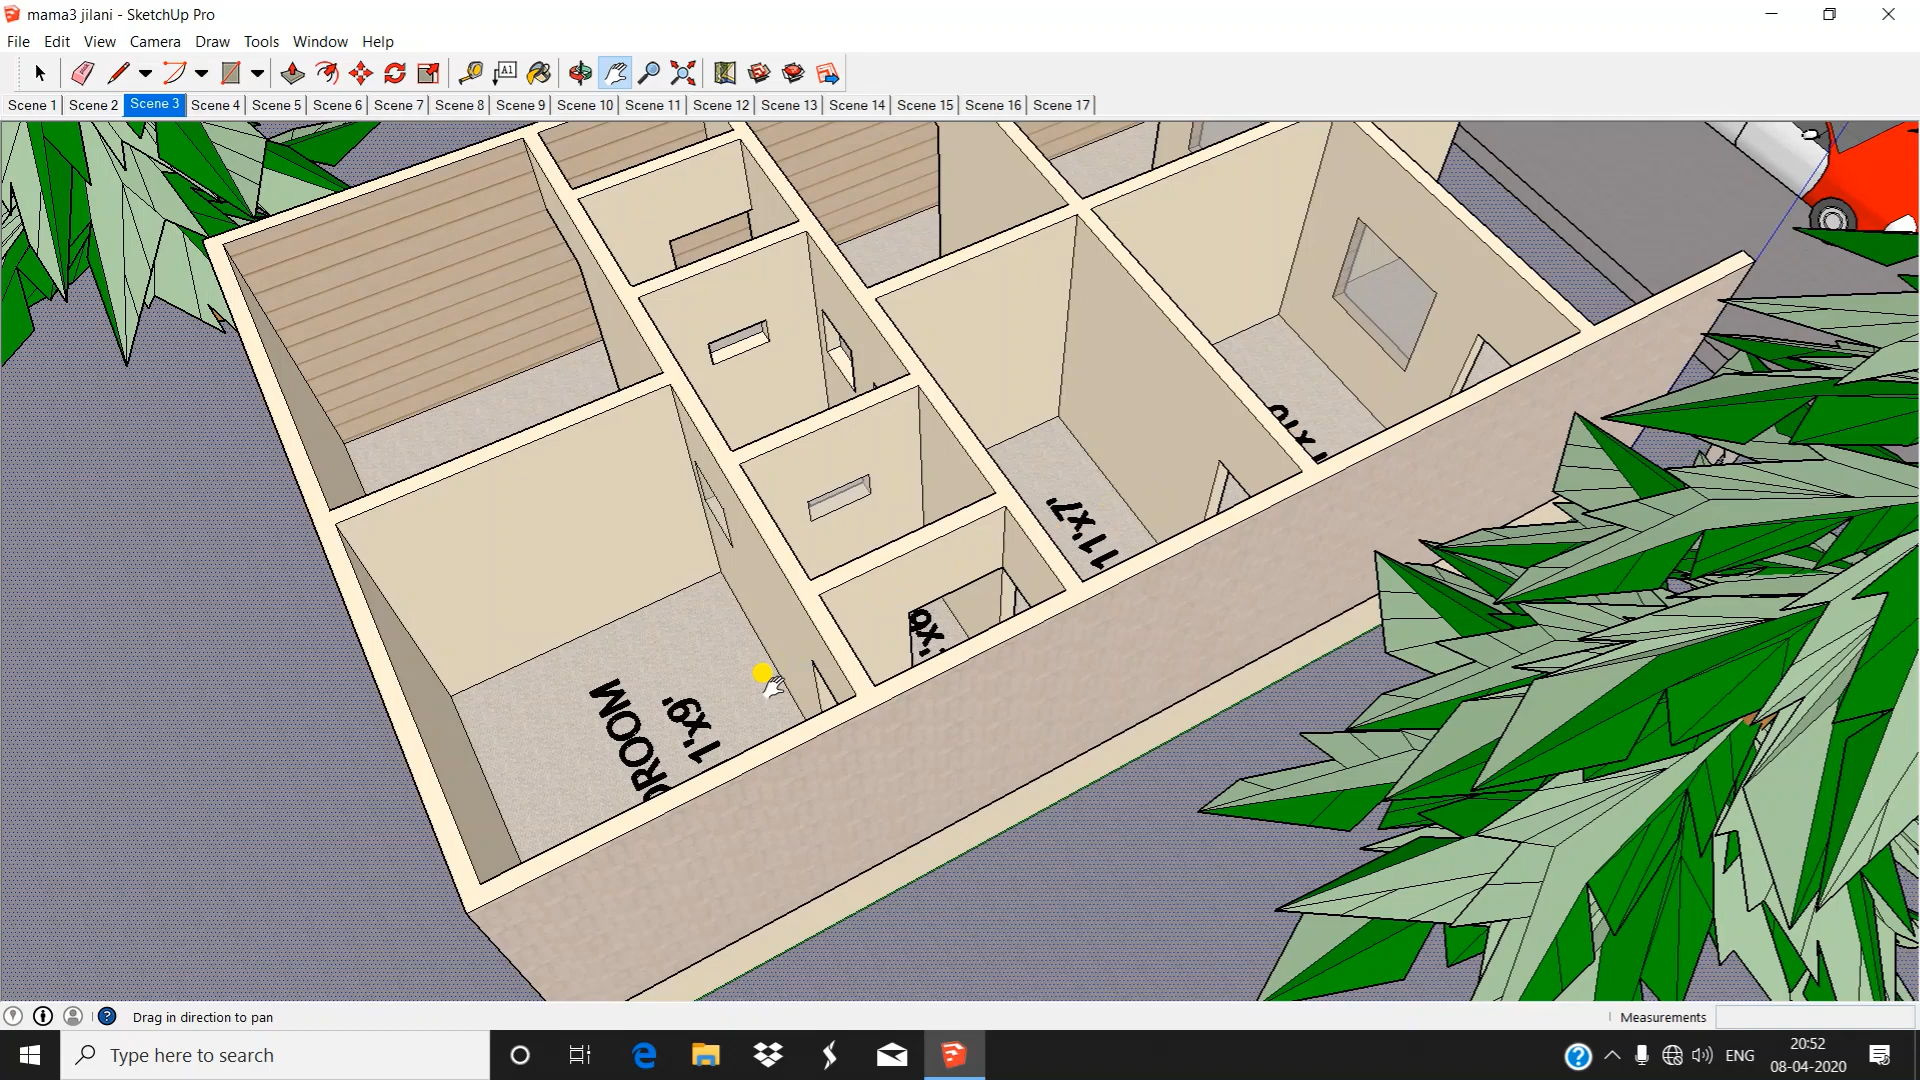 mama3 jilani - SketchUp Pro
File Edit View Camera Draw Tools Window Help
A1
Scene 1 Scene 2 Scene 3 Scene 4 Scene 5 Scene 6 Scene 7 Scene 8 Scene 9 Scene 10 Scene 11 Scene 12 Scene 13 Scene 14 Scene 15 Scene 16 Scene 17
11'x7'
1'x9'
Drag in direction to pan
Measurements
Type here to search
ENG
20:52
08-04-2020